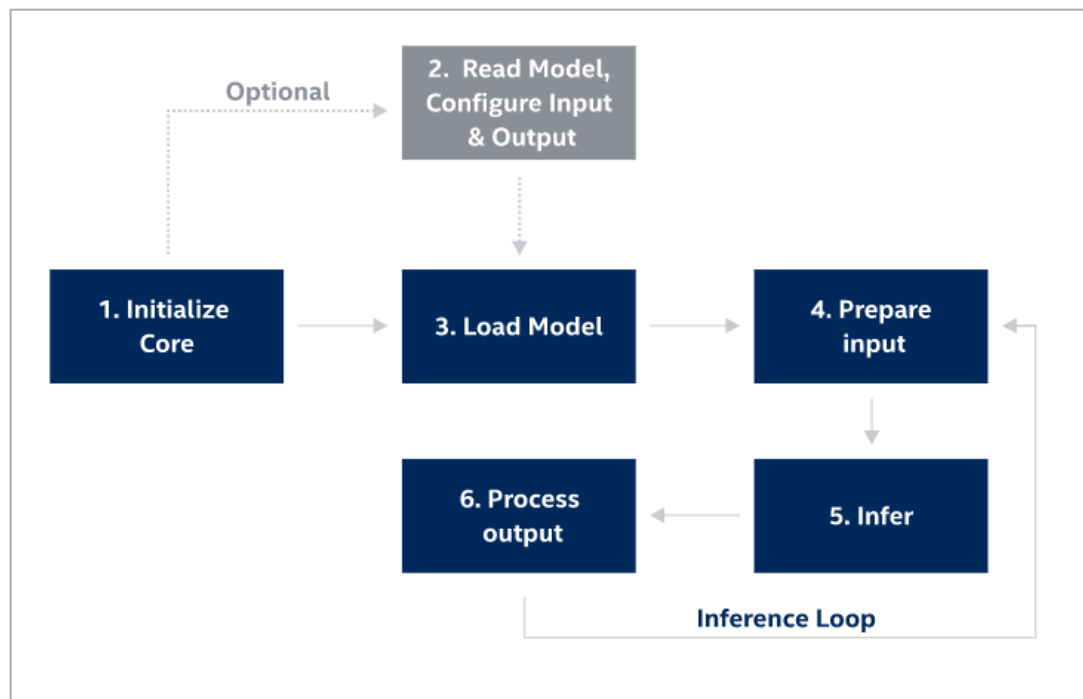 Optional
2. Read Model,
Configure Input
& Output
1. Initialize
Core
3. Load Model
4. Prepare
input
5. Infer
6. Process
output
Inference Loop